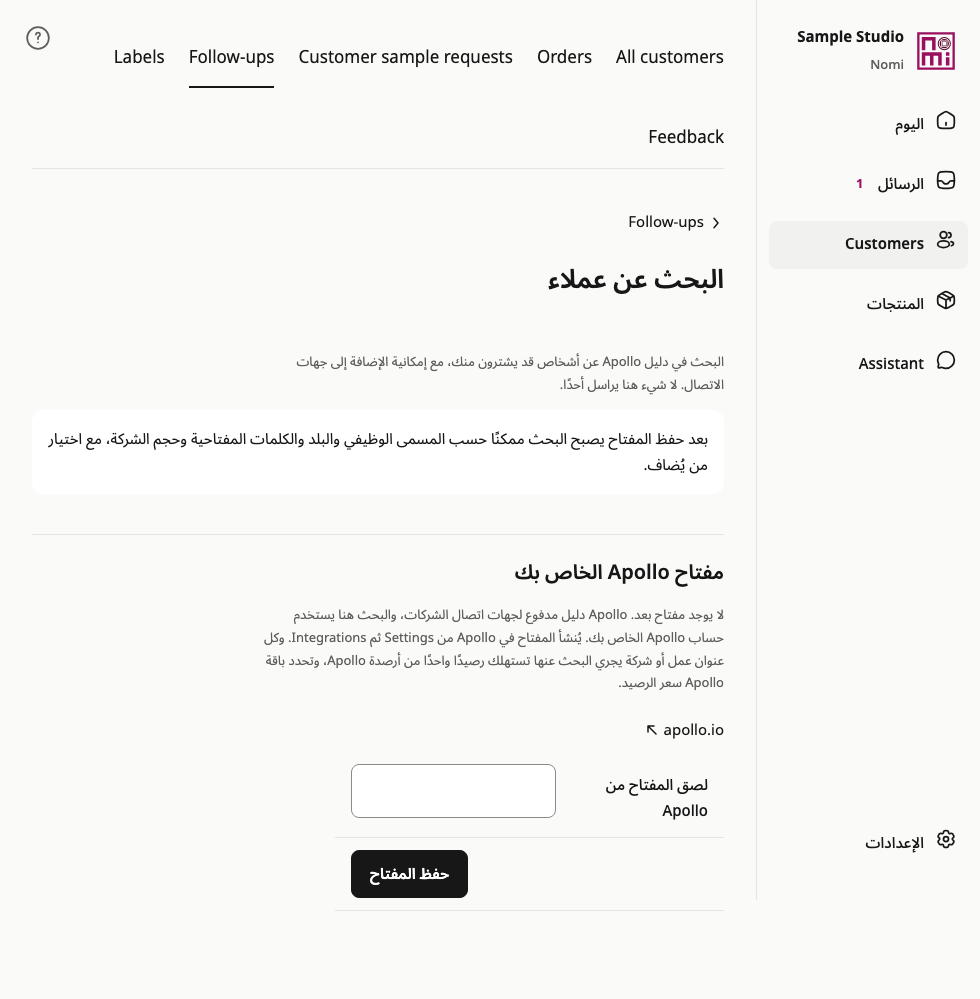 Sample Studio
Nomi
اليوم
الرسائل 1
Customers
المنتجات
Assistant
الإعدادات
All customers Orders Customer sample requests Follow-ups Labels
Feedback
Follow-ups
البحث عن عملاء
البحث في دليل Apollo عن أشخاص قد يشترون منك، مع إمكانية الإضافة إلى جهات
الاتصال. لا شيء هنا يراسل أحدًا.
بعد حفظ المفتاح يصبح البحث ممكنًا حسب المسمى الوظيفي والبلد والكلمات المفتاحية وحجم الشركة، مع اختيار
من يُضاف.
مفتاح Apollo الخاص بك
لا يوجد مفتاح بعد. Apollo دليل مدفوع لجهات اتصال الشركات، والبحث هنا يستخدم
حساب Apollo الخاص بك. يُنشأ المفتاح في Apollo من Settings ثم Integrations. وكل
عنوان عمل أو شركة يجري البحث عنها تستهلك رصيدًا واحدًا من أرصدة Apollo، وتحدد باقة
Apollo سعر الرصيد.
apollo.io
لصق المفتاح من
Apollo
حفظ المفتاح